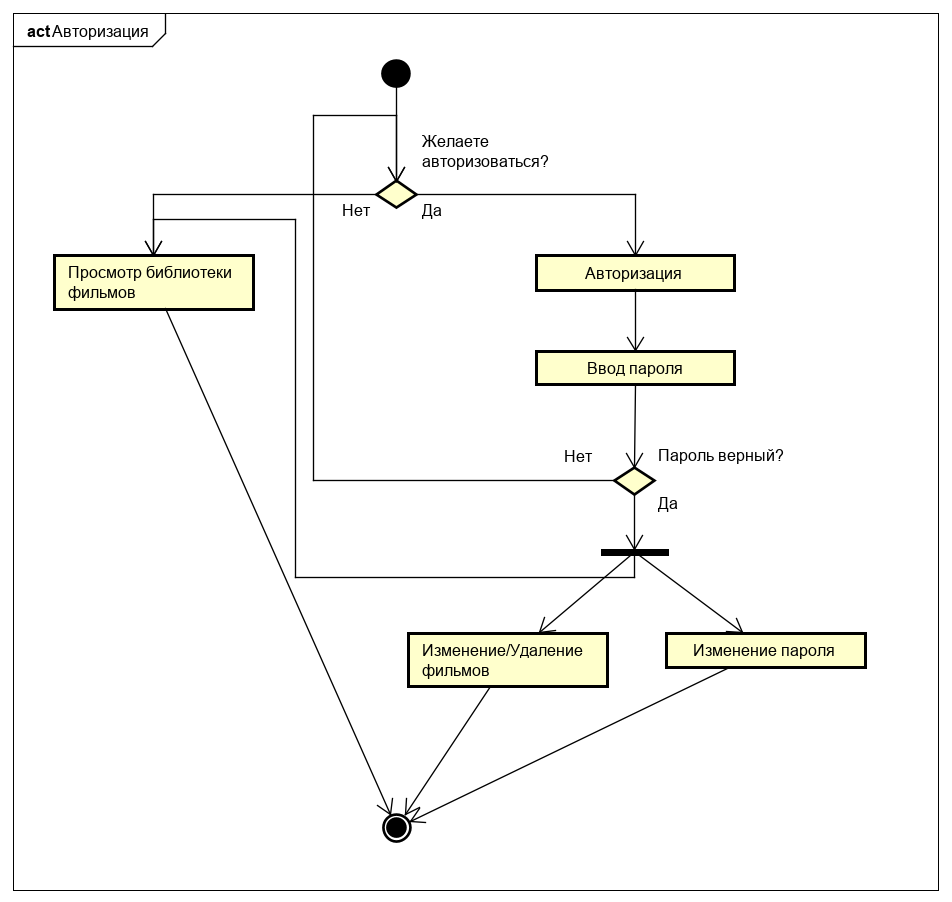 act Авторизация
Желаете
авторизоваться?
Нет
Да
Просмотр библиотеки
фильмов
Авторизация
Ввод пароля
Нет
Пароль верный?
Да
Изменение/Удаление
фильмов
Изменение пароля